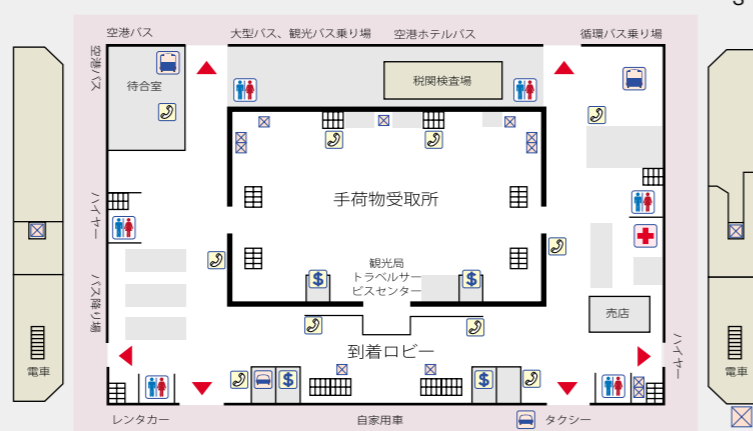 S
空港バス
大型バス、観光バス乗り場
空港ホテルバス
循環バス乗り場
空港バス
待合室
税関検査場
手荷物受取所
ハイヤー
観光局
トラベルサー
ビスセンター
バス降り場
売店
到着ロビー
ハイヤー
電車
電車
レンタカー
自家用車
タクシー